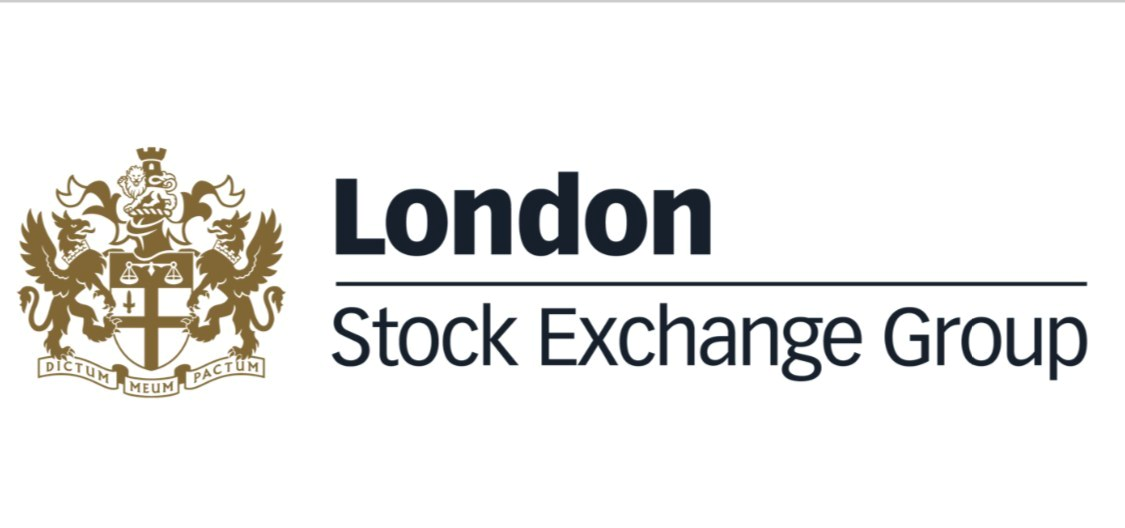 London
Stock Exchange Group
DICTUM MEUM PACTUM